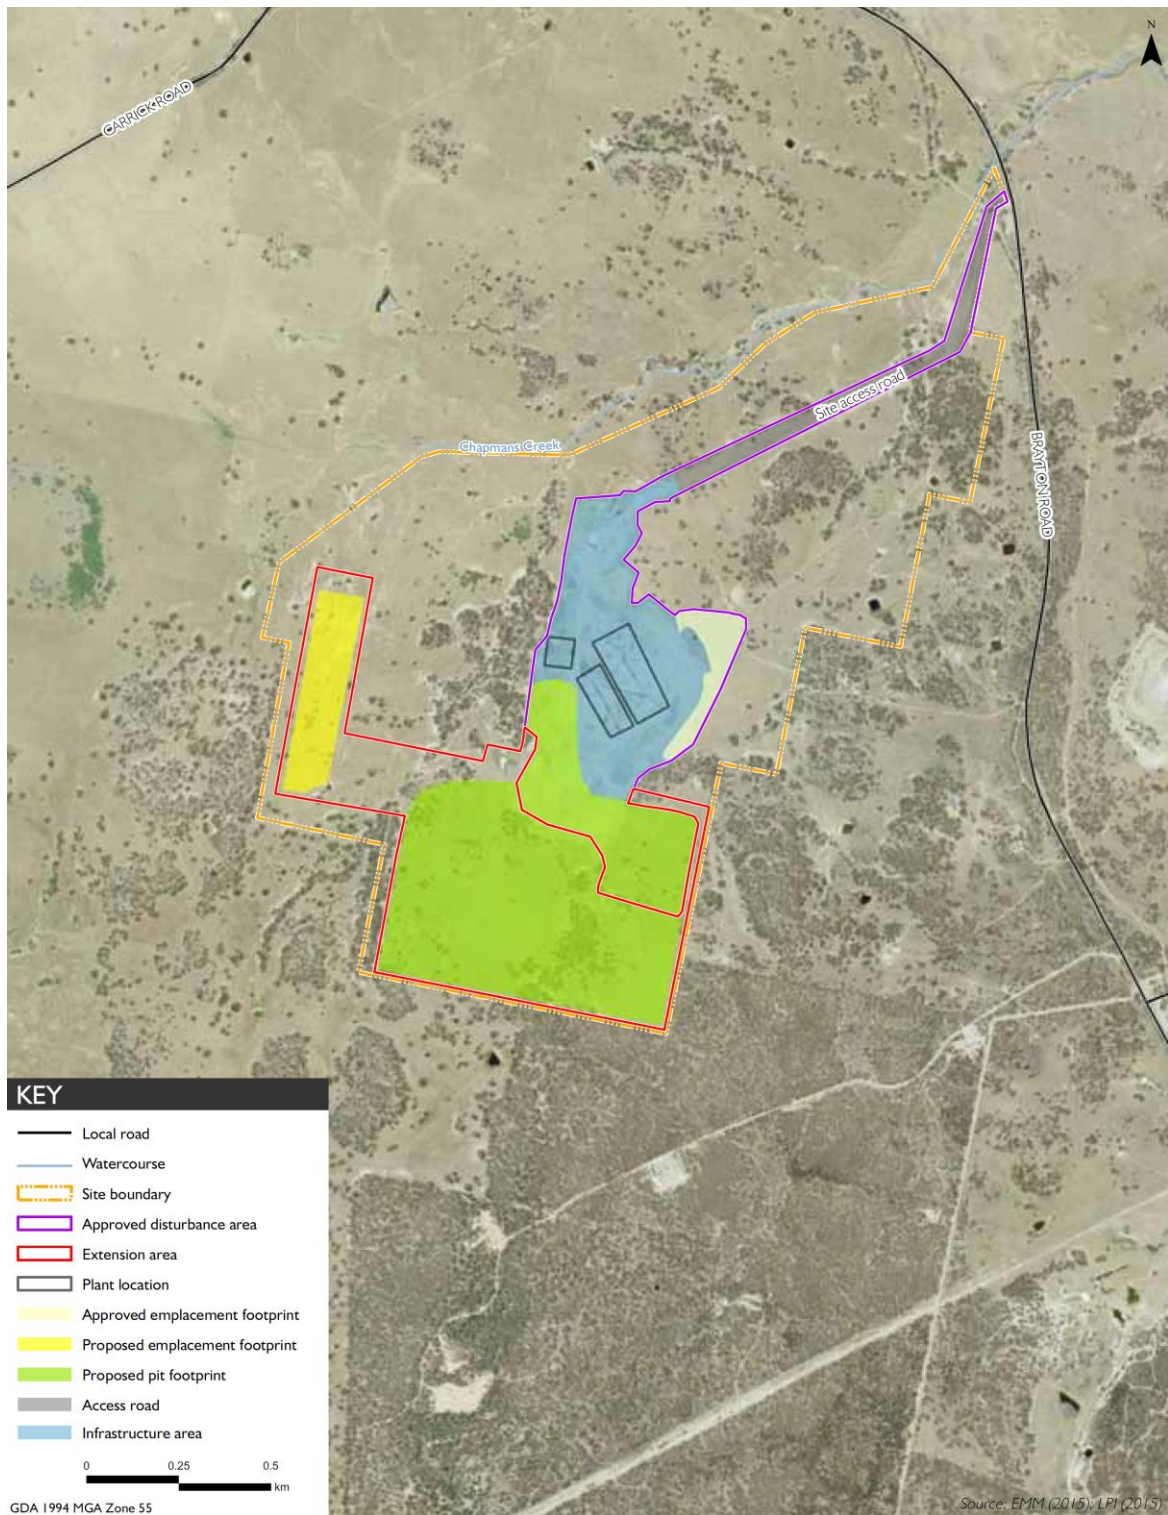 N
CARRICK ROAD
Site access road
Chapmans Creek
BRAYTON ROAD
KEY
Local road
Watercourse
Site boundary
Approved disturbance area
Extension area
Plant location
Approved emplacement footprint
Proposed emplacement footprint
Proposed pit footprint
Access road
Infrastructure area
0 0.25 0.5
km
GDA 1994 MGA Zone 55
Source: EMM (2015); LPI (2015)